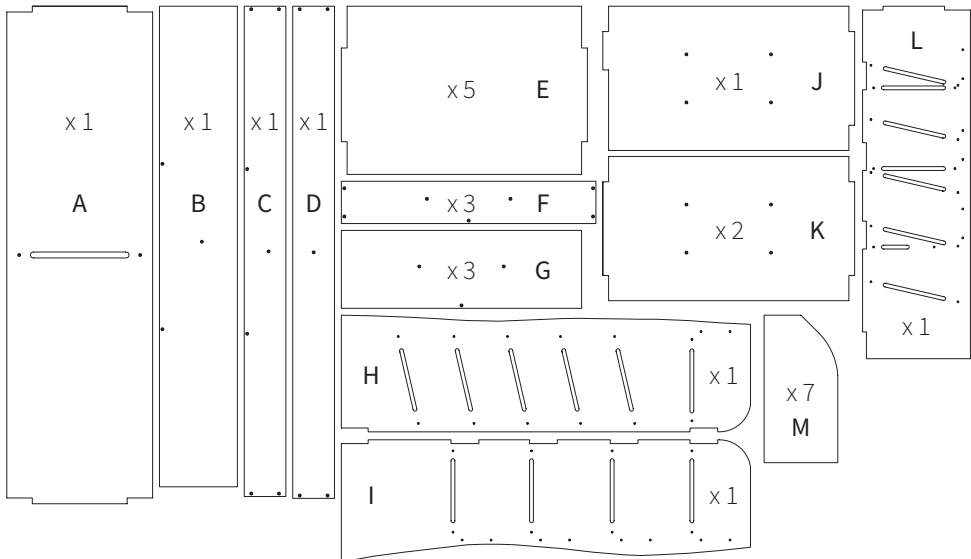 x 1
A
x 1
B
x 1
C
x 1
D
x 5 E
x 3 F
x 3 G
H x 1
I x 1
x 1 J
x 2 K
L
x 1
x 7
M